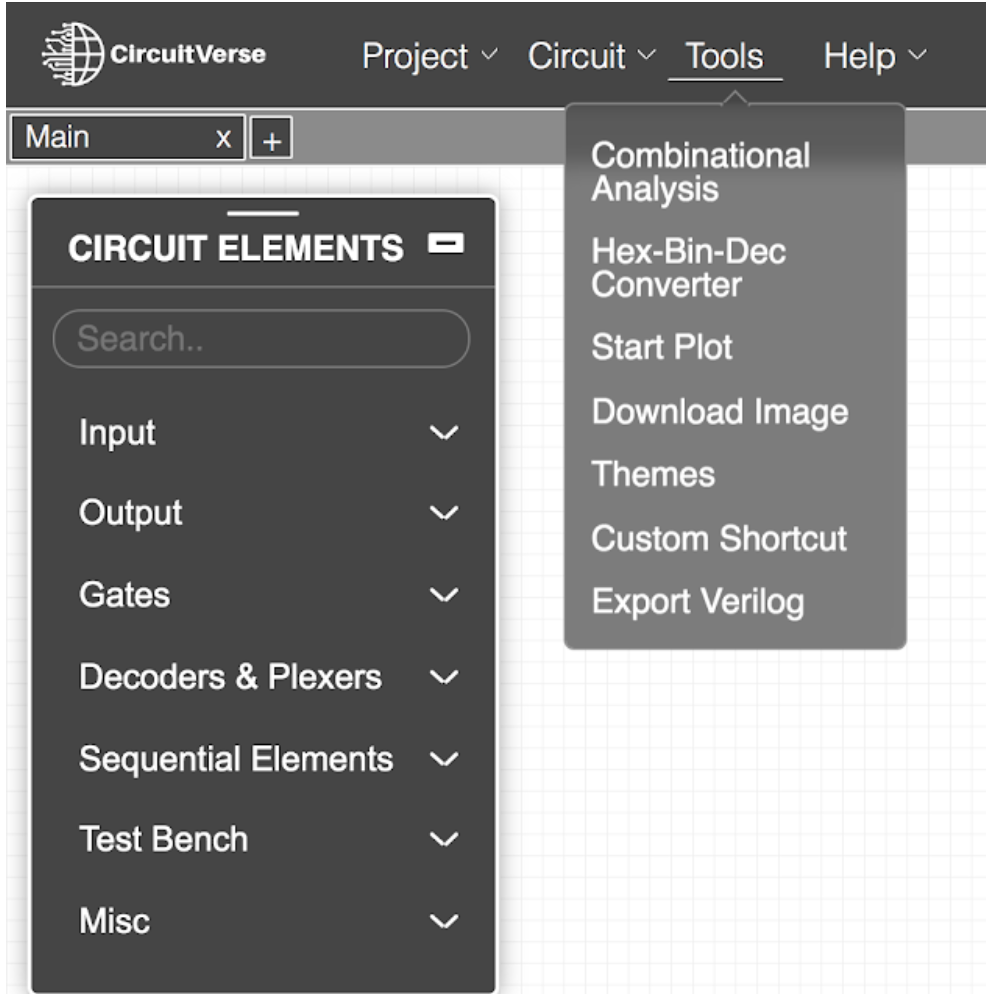 CircuitVerse Project Circuit Tools Help
Main x +
CIRCUIT ELEMENTS
Search..
Input
Output
Gates
Decoders & Plexers
Sequential Elements
Test Bench
Misc
Combinational
Analysis
Hex-Bin-Dec
Converter
Start Plot
Download Image
Themes
Custom Shortcut
Export Verilog